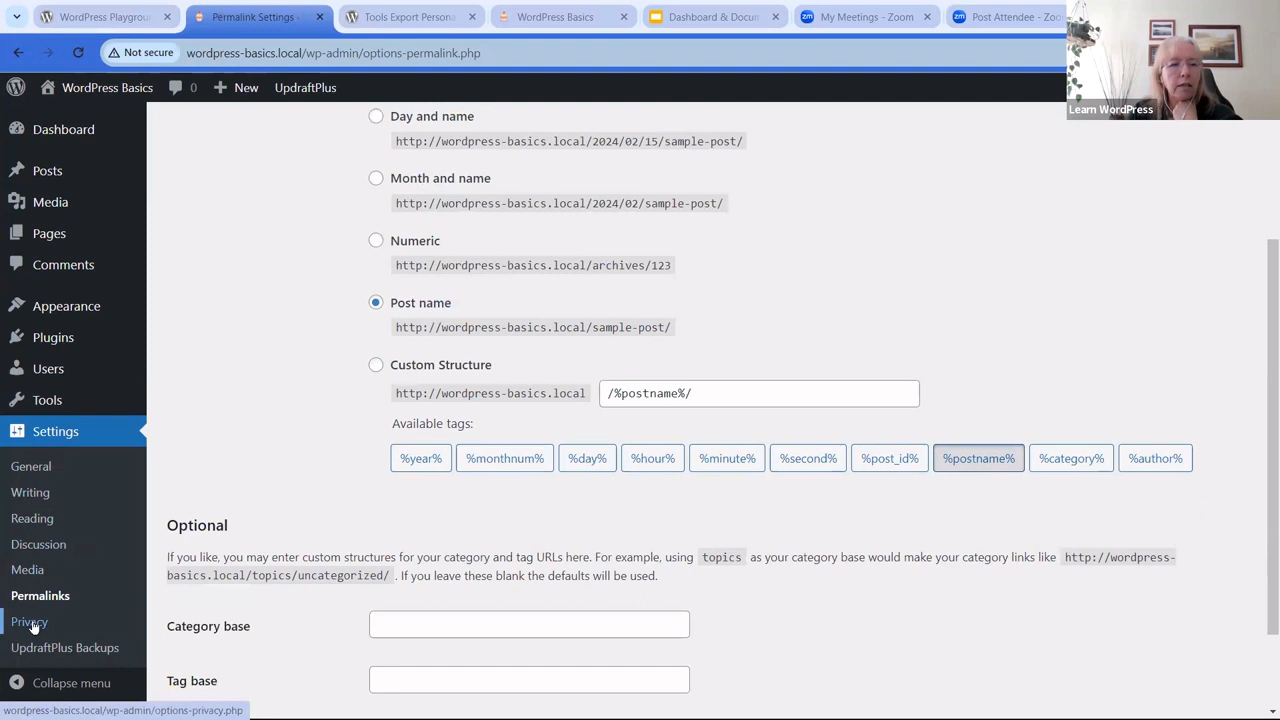 WordPress Playgroun
Permalink Settings
Tools Export Persona
WordPress Basics
Dashboard & Docum
My Meetings - Zoom
Post Attendee - Zoo
Not secure
wordpress-basics.local/wp-admin/options-permalink.php
WordPress Basics
0
New
UpdraftPlus
Learn WordPress
Dashboard
Posts
Media
Pages
Comments
Appearance
Plugins
Users
Tools
Settings
General
Writing
Reading
Discussion
Media
Permalinks
Privacy
UpdraftPlus Backups
Collapse menu
wordpress-basics.local/wp-admin/options-privacy.php
Day and name
http://wordpress-basics.local/2024/02/15/sample-post/
Month and name
http://wordpress-basics.local/2024/02/sample-post/
Numeric
http://wordpress-basics.local/archives/123
Post name
http://wordpress-basics.local/sample-post/
Custom Structure
http://wordpress-basics.local /%postname%/
Available tags:
%year% %monthnum% %day% %hour% %minute% %second% %post_id% %postname% %category% %author%
Optional
If you like, you may enter custom structures for your category and tag URLs here. For example, using topics as your category base would make your category links like http://wordpress-
basics.local/topics/uncategorized/ . If you leave these blank the defaults will be used.
Category base
Tag base